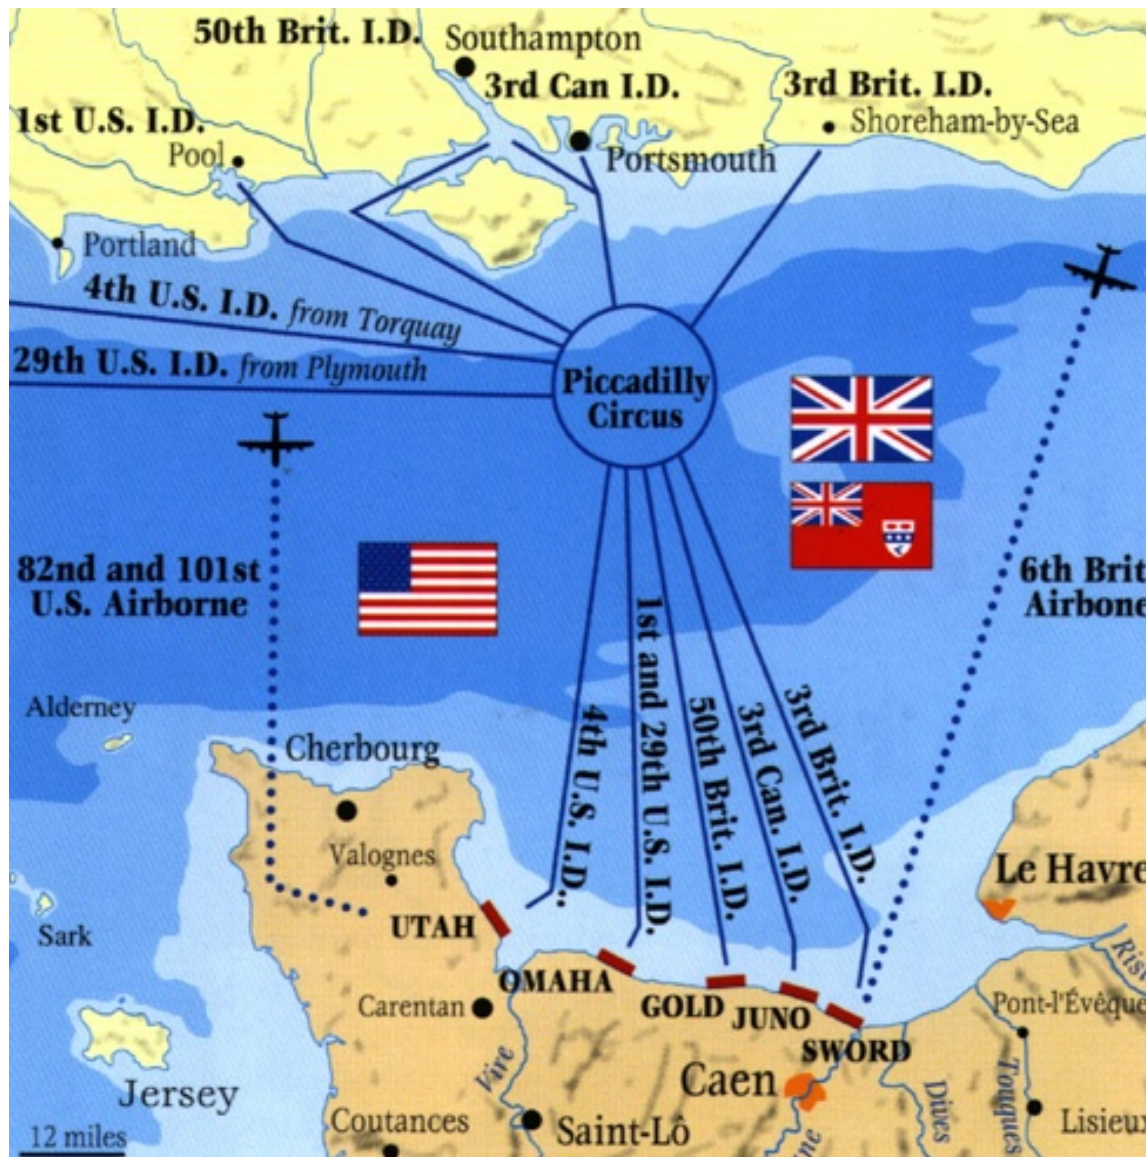 50th Brit. I.D.
Southampton
3rd Can I.D.
3rd Brit. I.D.
1st U.S. I.D.
Shoreham-by-Sea
Pool
Portsmouth
Portland
4th U.S. I.D. from Torquay
29th U.S. I.D. from Plymouth
Piccadilly
Circus
82nd and 101st
U.S. Airborne
6th Brit
Airbone
4th U.S. I.D..
1st and 29th U.S. I.D.
50th Brit. I.D.
3rd Can. I.D.
3rd Brit. I.D.
Alderney
Cherbourg
Valognes
Le Havre
UTAH
Sark
OMAHA
Carentan
GOLD
JUNO
SWORD
Pont-l'Évêque
Vire
Caen
Jersey
Dives
Touques
Coutances
Saint-Lô
Lisieux
12 miles